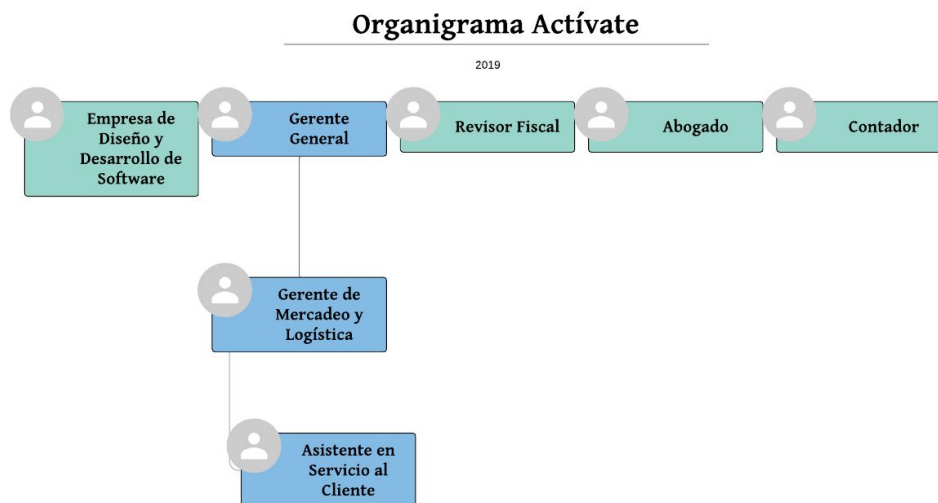 Organigrama Actívate
2019
Empresa de
Diseño y
Desarrollo de
Software
Gerente
General
Revisor Fiscal
Abogado
Contador
Gerente de
Mercadeo y
Logística
Asistente en
Servicio al
Cliente